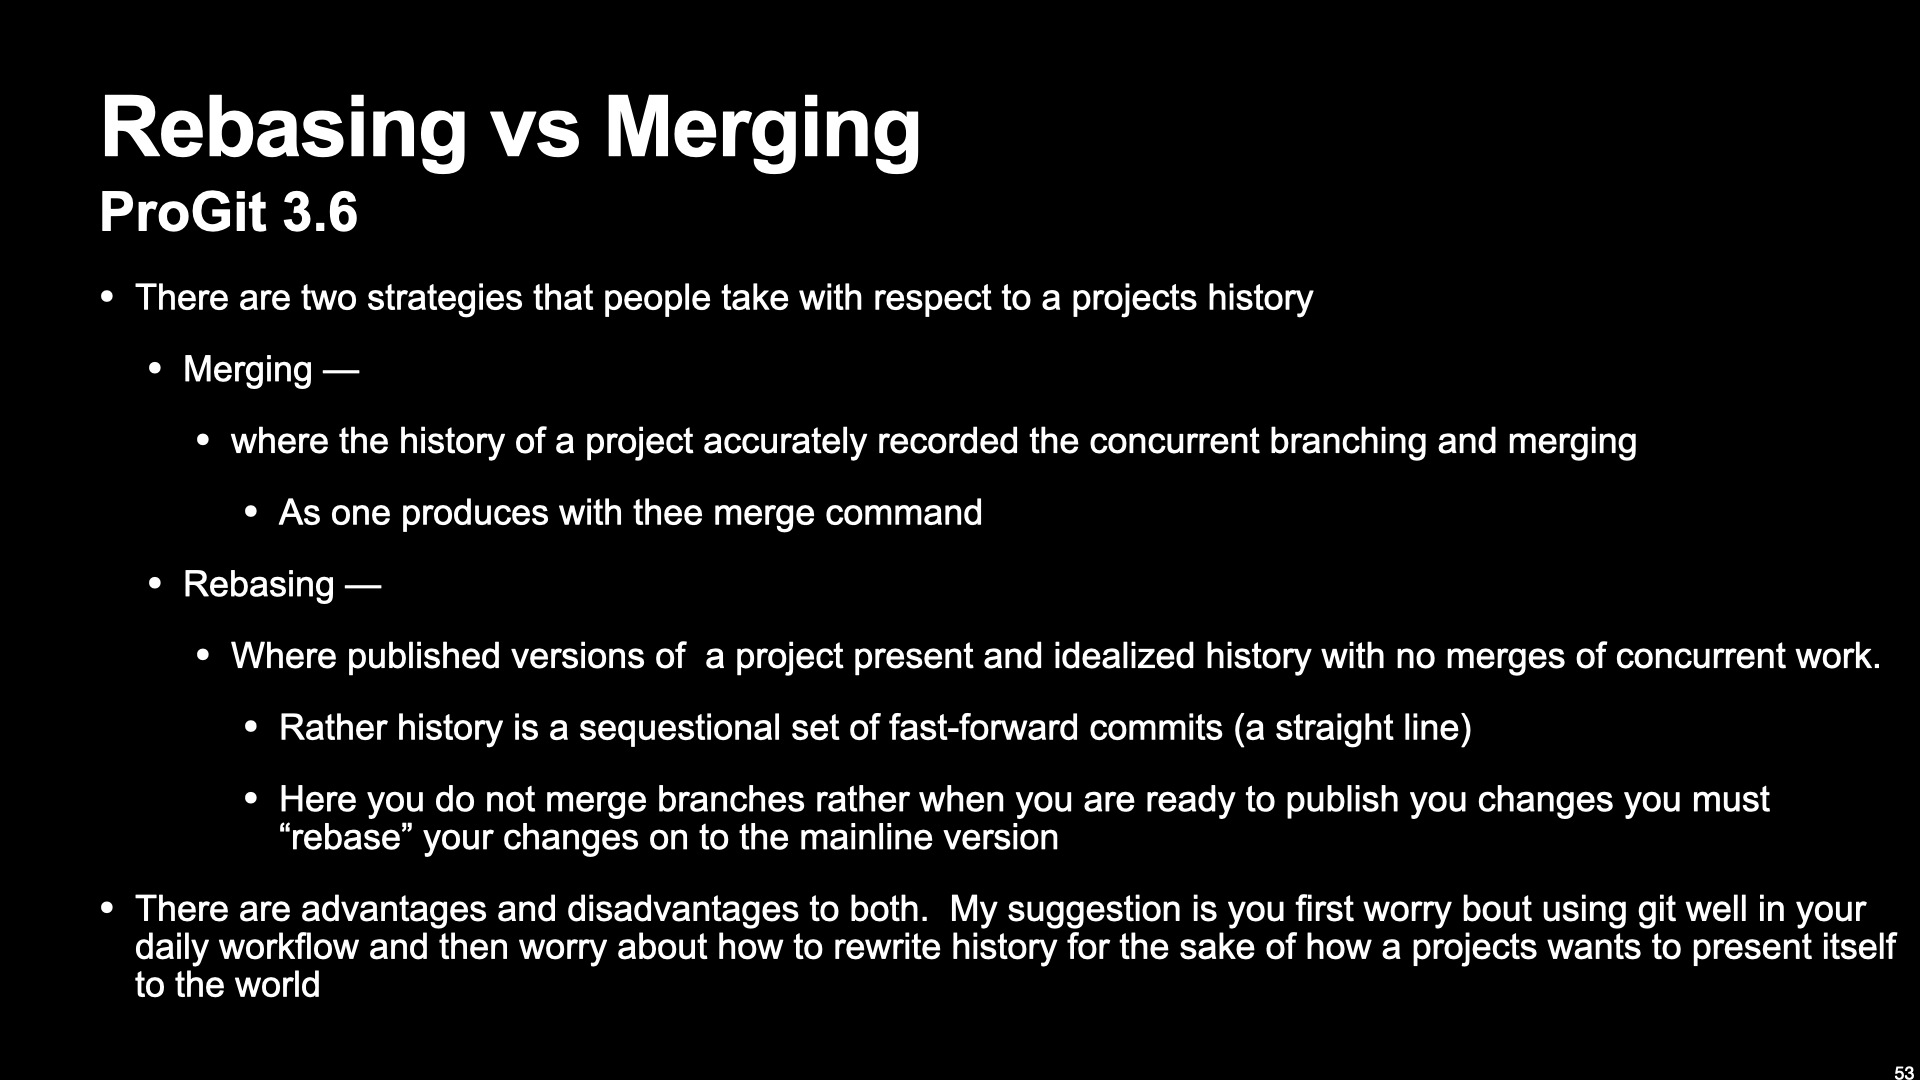 Rebasing vs Merging
ProGit 3.6
• There are two strategies that people take with respect to a projects history
• Merging —
• where the history of a project accurately recorded the concurrent branching and merging
• As one produces with thee merge command
• Rebasing —
• Where published versions of  a project present and idealized history with no merges of concurrent work.
• Rather history is a sequestional set of fast-forward commits (a straight line)
• Here you do not merge branches rather when you are ready to publish you changes you must
“rebase” your changes on to the mainline version
• There are advantages and disadvantages to both.  My suggestion is you first worry bout using git well in your
daily workflow and then worry about how to rewrite history for the sake of how a projects wants to present itself
to the world
53